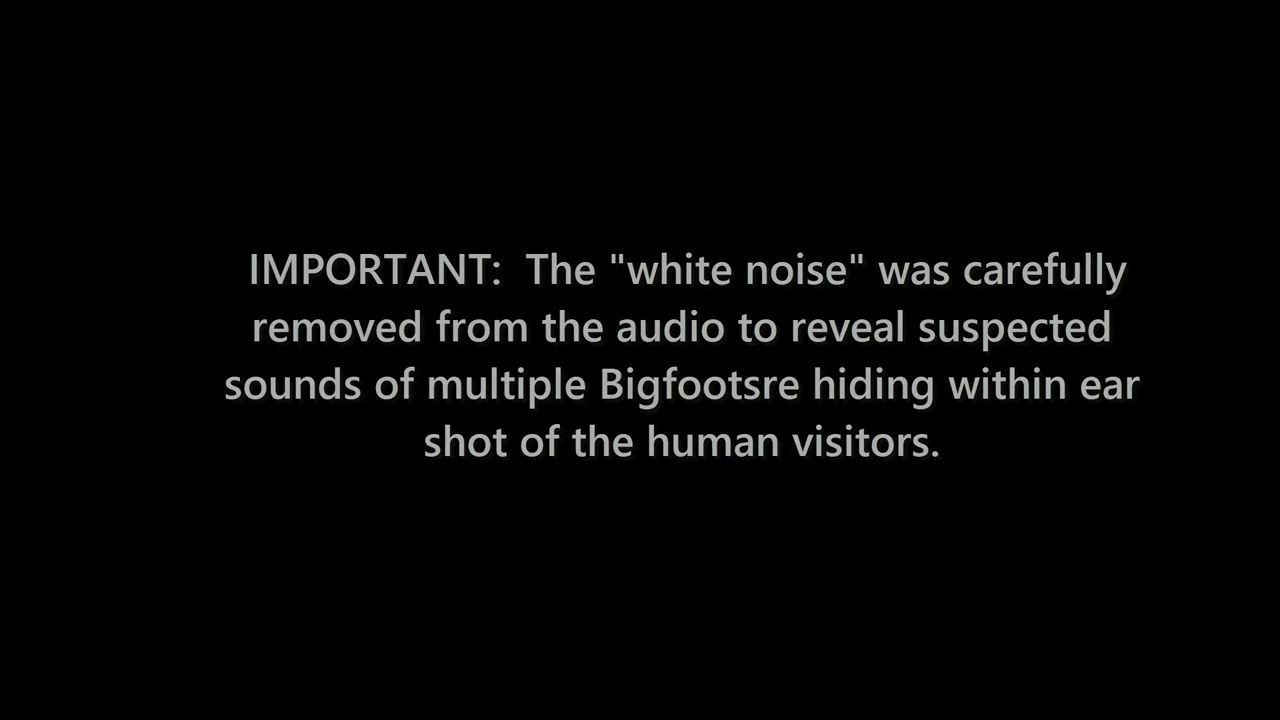 IMPORTANT:  The "white noise" was carefully
removed from the audio to reveal suspected
sounds of multiple Bigfootsre hiding within ear
shot of the human visitors.